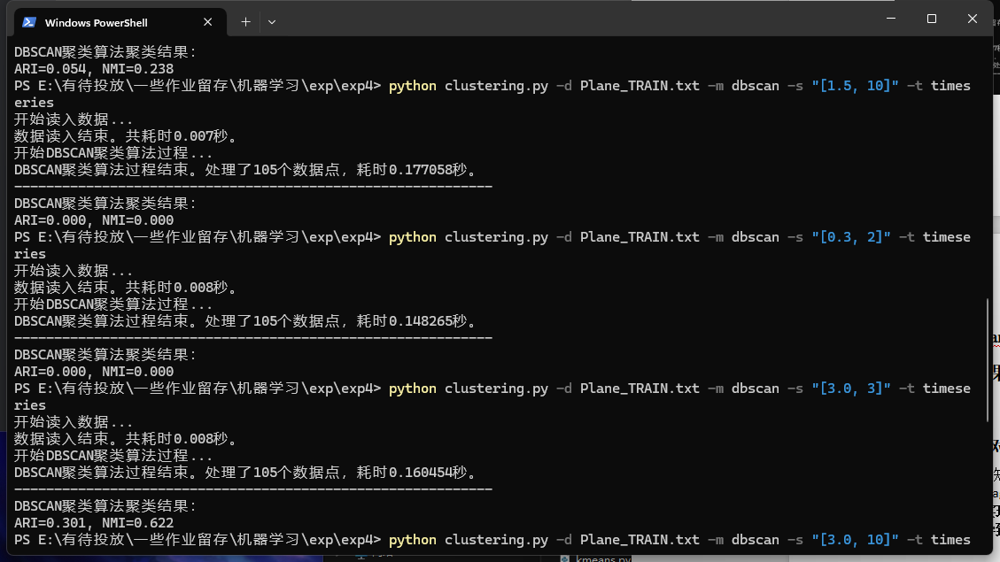 Windows PowerShell
DBSCAN聚类算法聚类结果：
ARI=0.054, NMI=0.238
PS E:\有待投放\一些作业留存\机器学习\exp\exp4> python clustering.py -d Plane_TRAIN.txt -m dbscan -s "[1.5, 10]" -t times
eries
开始读入数据...
数据读入结束。共耗时0.007秒。
开始DBSCAN聚类算法过程...
DBSCAN聚类算法过程结束。处理了105个数据点，耗时0.177058秒。
------------------------------------------------------------
DBSCAN聚类算法聚类结果：
ARI=0.000, NMI=0.000
PS E:\有待投放\一些作业留存\机器学习\exp\exp4> python clustering.py -d Plane_TRAIN.txt -m dbscan -s "[0.3, 2]" -t timese
ries
开始读入数据...
数据读入结束。共耗时0.008秒。
开始DBSCAN聚类算法过程...
DBSCAN聚类算法过程结束。处理了105个数据点，耗时0.148265秒。
------------------------------------------------------------
DBSCAN聚类算法聚类结果：
ARI=0.000, NMI=0.000
PS E:\有待投放\一些作业留存\机器学习\exp\exp4> python clustering.py -d Plane_TRAIN.txt -m dbscan -s "[3.0, 3]" -t timese
ries
开始读入数据...
数据读入结束。共耗时0.008秒。
开始DBSCAN聚类算法过程...
DBSCAN聚类算法过程结束。处理了105个数据点，耗时0.160454秒。
------------------------------------------------------------
DBSCAN聚类算法聚类结果：
ARI=0.301, NMI=0.622
PS E:\有待投放\一些作业留存\机器学习\exp\exp4> python clustering.py -d Plane_TRAIN.txt -m dbscan -s "[3.0, 10]" -t times
kmeans.py